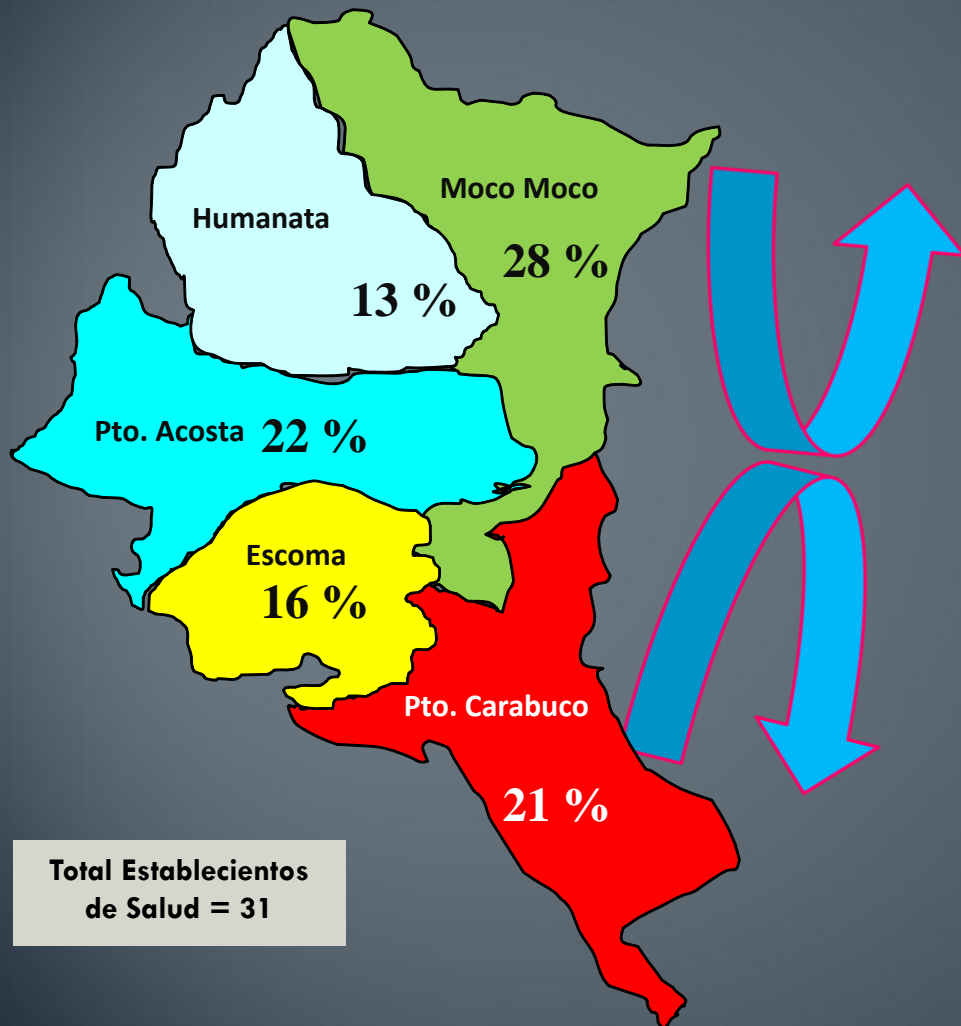 Moco Moco
28 %
Humanata
13 %
Pto. Acosta 22 %
Escoma
16 %
Pto. Carabuco
21 %
Total Establecientos
de Salud = 31